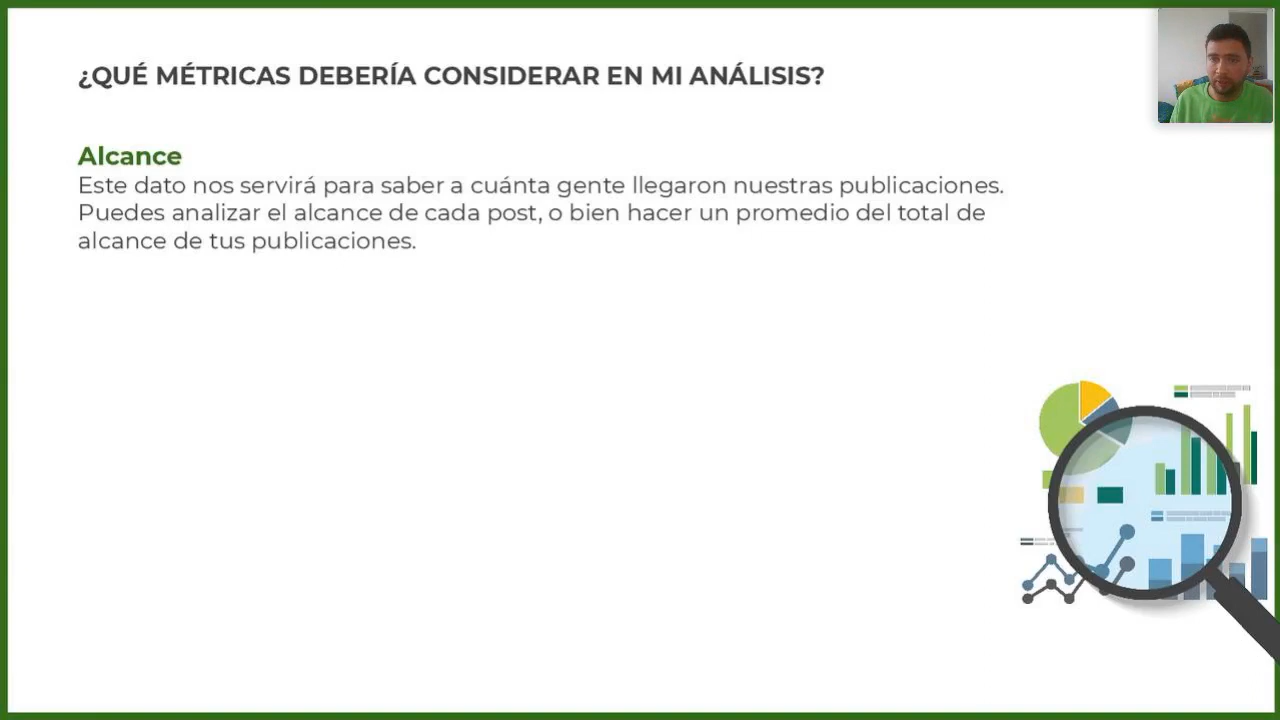 ¿QUÉ MÉTRICAS DEBERÍA CONSIDERAR EN MI ANÁLISIS?
Alcance
Este dato nos servirá para saber a cuánta gente llegaron nuestras publicaciones.
Puedes analizar el alcance de cada post, o bien hacer un promedio del total de
alcance de tus publicaciones.